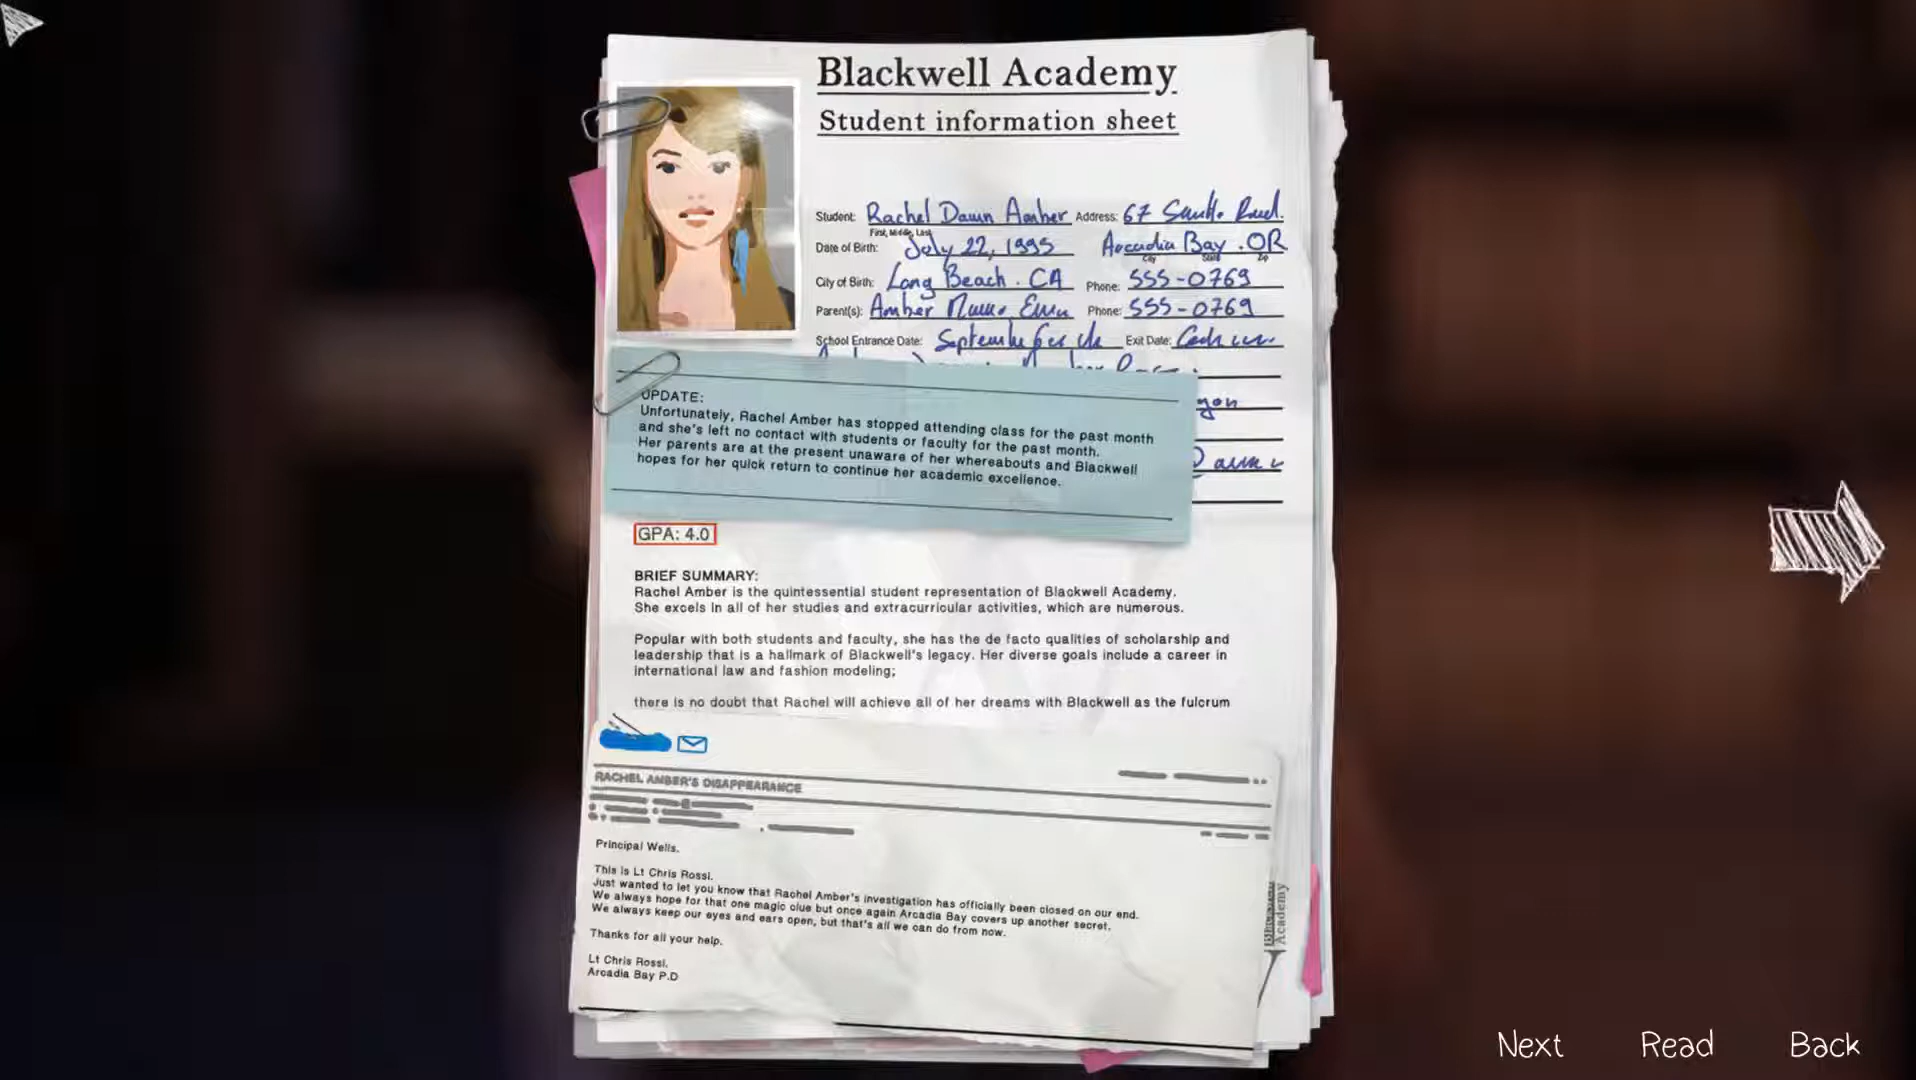 Blackwell Academy
Student information sheet
Student: Rachel Dawn Amber Address: 67
First, Middle, Last
Date of Birth: July 22, 1995 Arcadia Bay. OR
City State Zip
City of Birth: Long Beach. CA Phone: 555-0769
Parent(s): Amber Phone: 555-0769
School Entrance Date: Exit Date:
UPDATE:
Unfortunately, Rachel Amber has stopped attending class for the past month
and she's left no contact with students or faculty for the past month.
Her parents are at the present unaware of her whereabouts and Blackwell
hopes for her quick return to continue her academic excellence.
GPA: 4.0
BRIEF SUMMARY:
Rachel Amber is the quintessential student representation of Blackwell Academy.
She excels in all of her studies and extracurricular activities, which are numerous.
Popular with both students and faculty, she has the de facto qualities of scholarship and
leadership that is a hallmark of Blackwell's legacy. Her diverse goals include a career in
international law and fashion modeling;
there is no doubt that Rachel will achieve all of her dreams with Blackwell as the fulcrum
RACHEL AMBER'S DISAPPEARANCE
Principal Wells.
This is Lt Chris Rossi.
Just wanted to let you know that Rachel Amber's investigation has officially been closed on our end.
We always hope for that one magic clue but once again Arcadia Bay covers up another secret.
We always keep our eyes and ears open, but that's all we can do from now.
Thanks for all your help.
Lt Chris Rossi.
Arcadia Bay P.D
Academy
Next Read Back